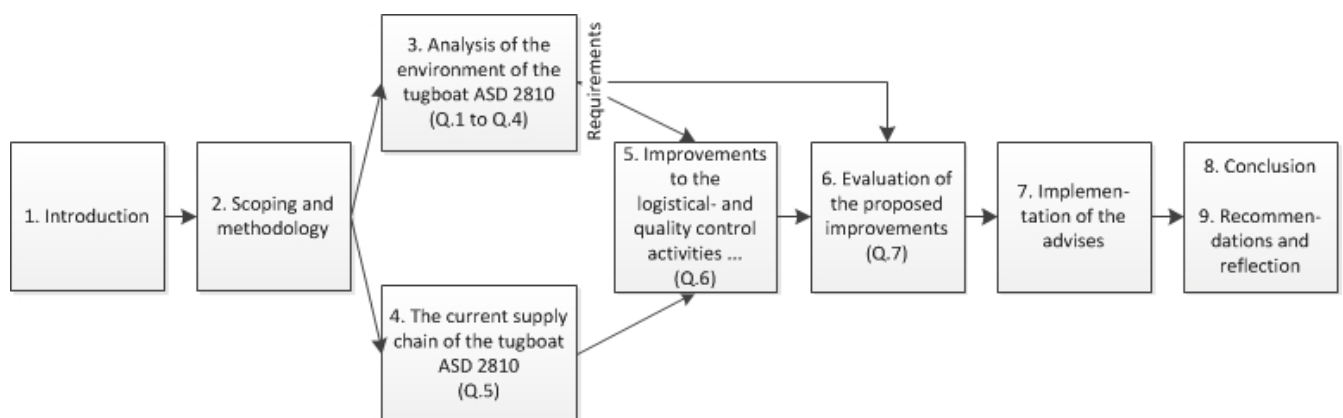 1. Introduction
2. Scoping and
methodology
3. Analysis of the
environment of the
tugboat ASD 2810
(Q.1 to Q.4)
Requirements
4. The current supply
chain of the tugboat
ASD 2810
(Q.5)
5. Improvements
to the
logistical- and
quality control
activities ...
(Q.6)
6. Evaluation of
the proposed
improvements
(Q.7)
7. Implemen-
tation of the
advises
8. Conclusion
9. Recommen-
dations and
reflection